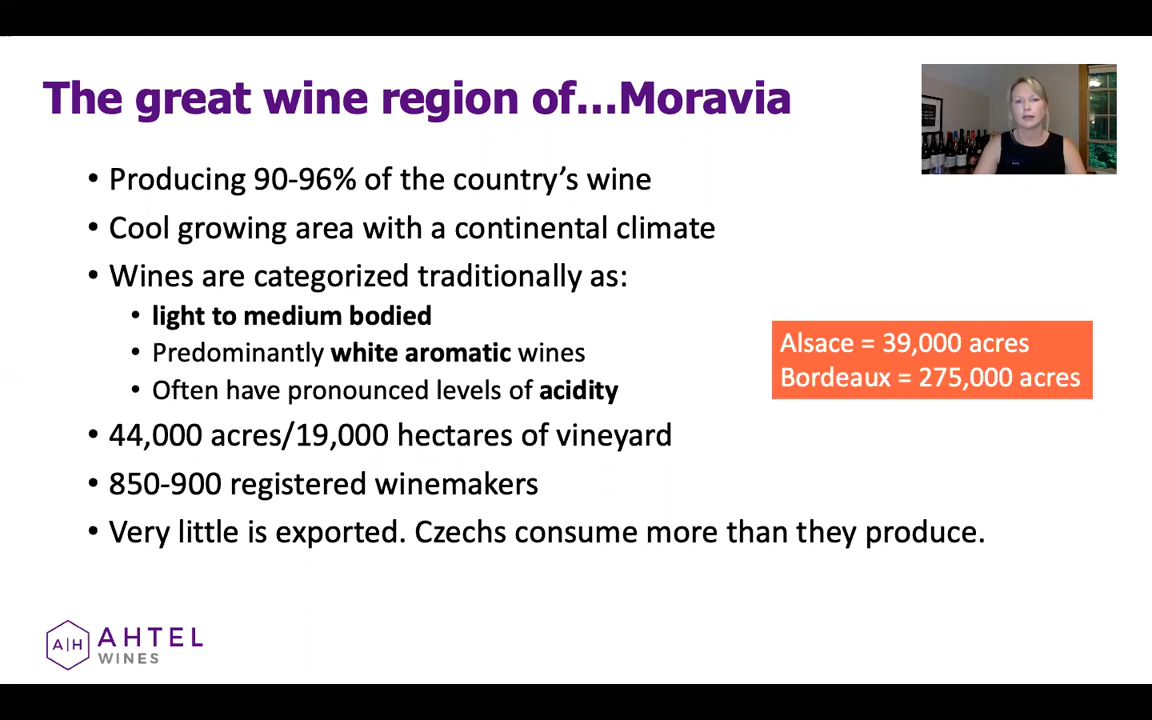 The great wine region of...Moravia
• Producing 90-96% of the country's wine
• Cool growing area with a continental climate
• Wines are categorized traditionally as:
• light to medium bodied
• Predominantly white aromatic wines
• Often have pronounced levels of acidity
Alsace = 39,000 acres
Bordeaux = 275,000 acres
• 44,000 acres/19,000 hectares of vineyard
• 850-900 registered winemakers
• Very little is exported. Czechs consume more than they produce.
A|H AHTEL
WINES